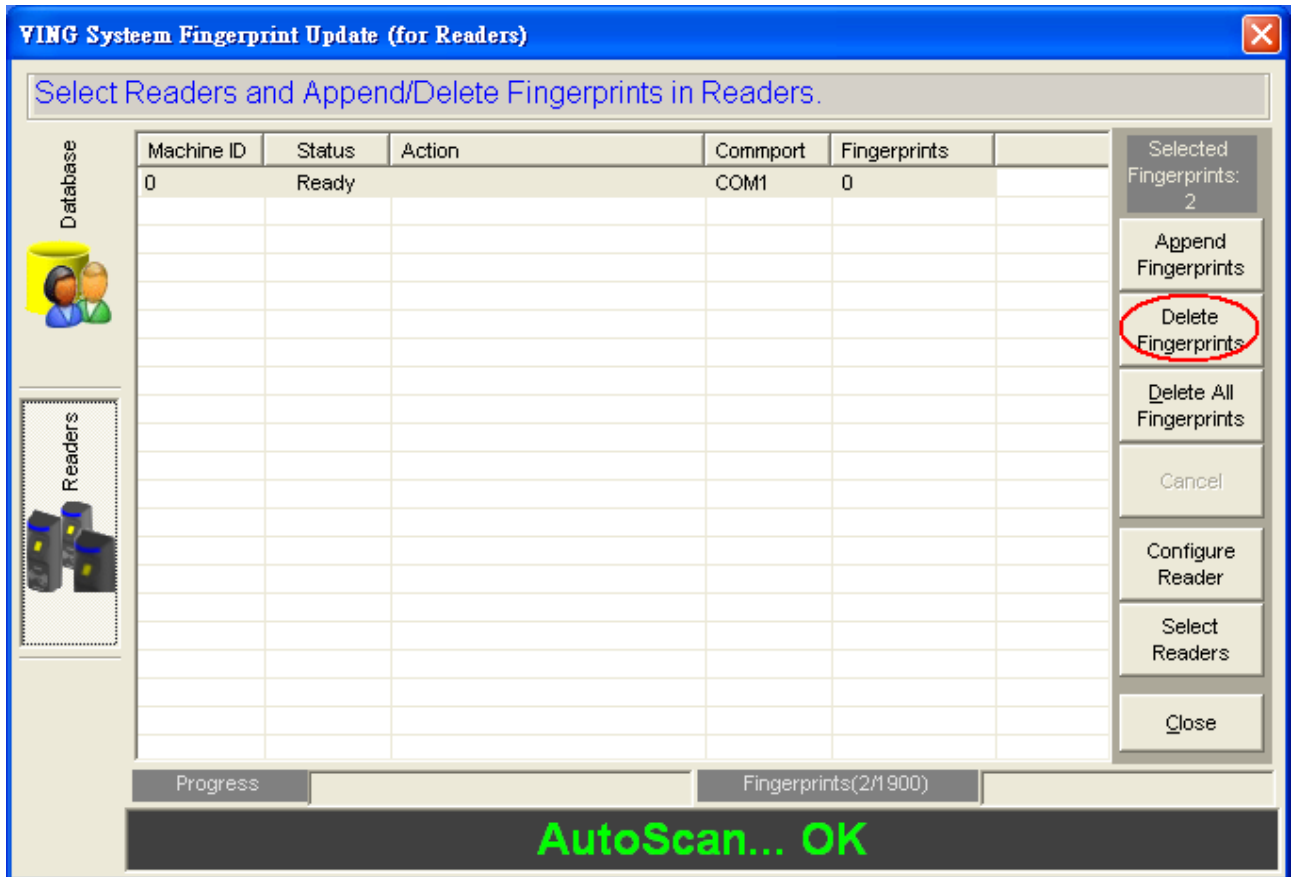 VING Systeem Fingerprint Update (for Readers)
Select Readers and Append/Delete Fingerprints in Readers.
Database
Readers
Machine ID Status Action Commport Fingerprints
0 Ready COM1 0
Selected
Fingerprints:
2
Append
Fingerprints
Delete
Fingerprints
Delete All
Fingerprints
Cancel
Configure
Reader
Select
Readers
Close
Progress Fingerprints(2/1900)
AutoScan... OK